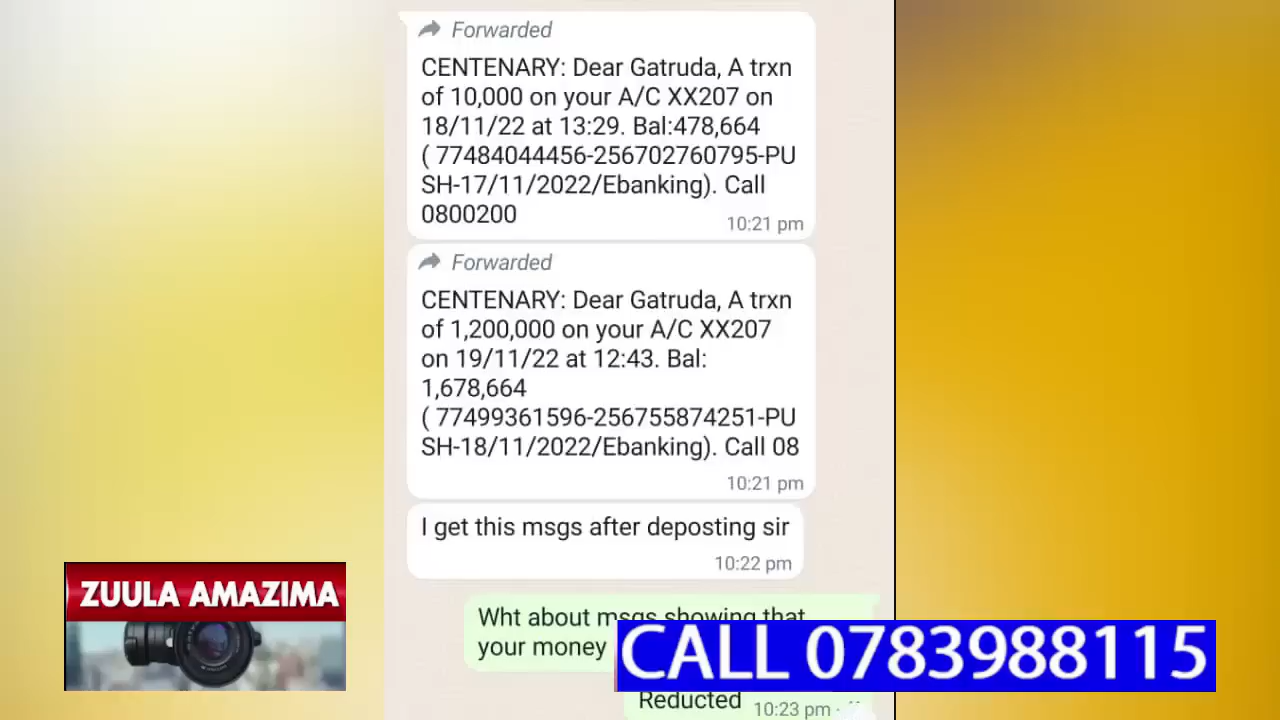 Forwarded
CENTENARY: Dear Gatruda, A trxn
of 10,000 on your A/C XX207 on
18/11/22 at 13:29. Bal:478,664
( 77484044456-256702760795-PU
SH-17/11/2022/Ebanking). Call
0800200
10:21 pm
Forwarded
CENTENARY: Dear Gatruda, A trxn
of 1,200,000 on your A/C XX207
on 19/11/22 at 12:43. Bal:
1,678,664
( 77499361596-256755874251-PU
SH-18/11/2022/Ebanking). Call 08
10:21 pm
I get this msgs after deposting sir
10:22 pm
Wht about msgs showing that
your money
Reducted
10:23 pm
ZUULA AMAZIMA
CALL 0783988115